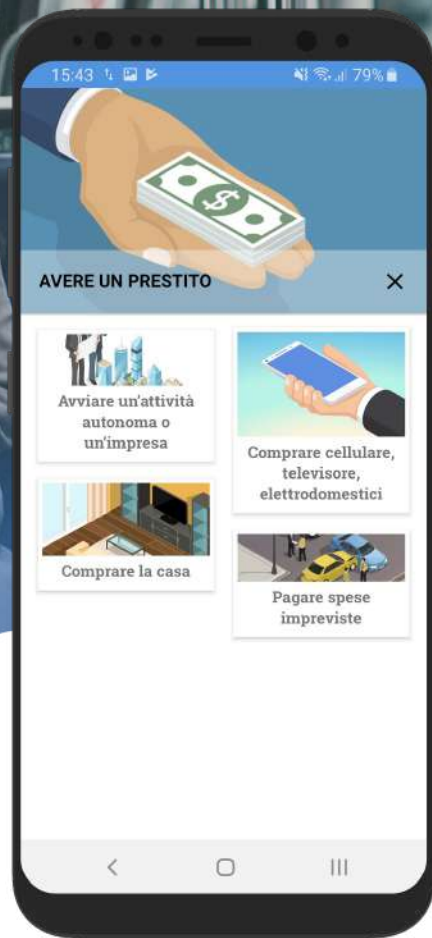 15:43
79%
AVERE UN PRESTITO
Avviare un'attività
autonoma o
un'impresa
Comprare cellulare,
televisore,
elettrodomestici
Comprare la casa
Pagare spese
impreviste